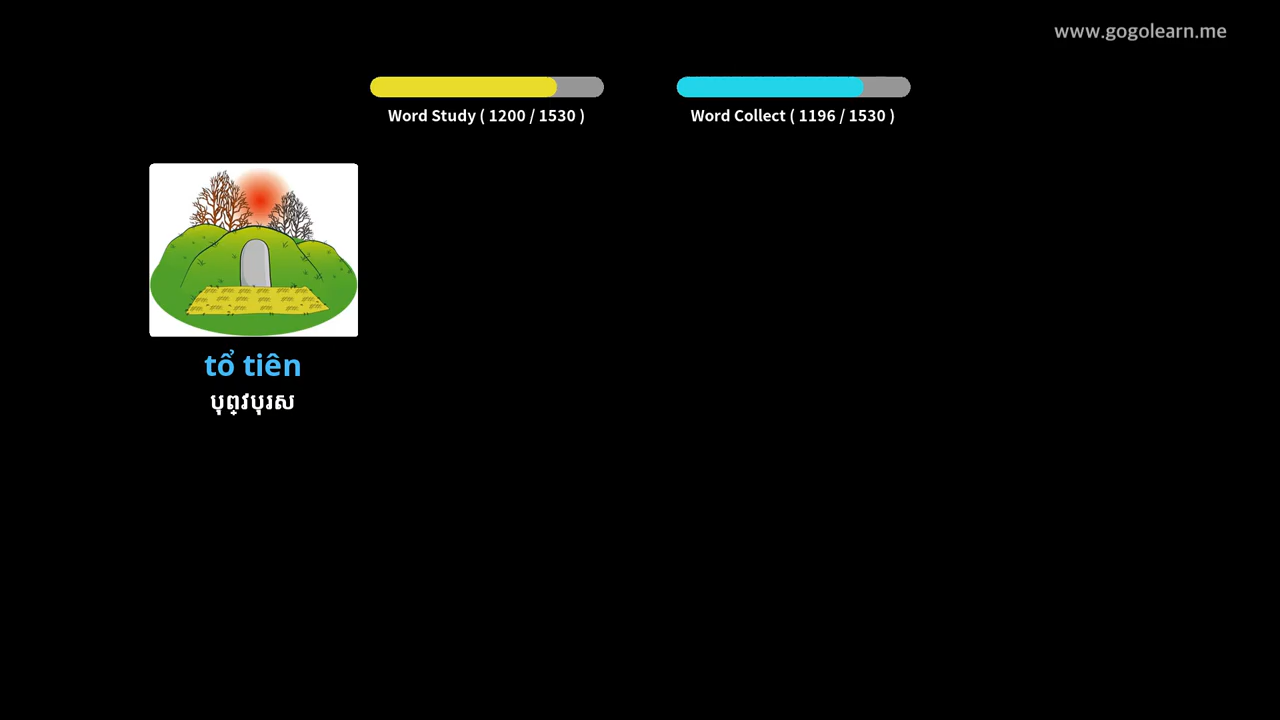 www.gogolearn.me
Word Study ( 1200 / 1530 )
Word Collect ( 1196 / 1530 )
tổ tiên
បុព្វបុរស